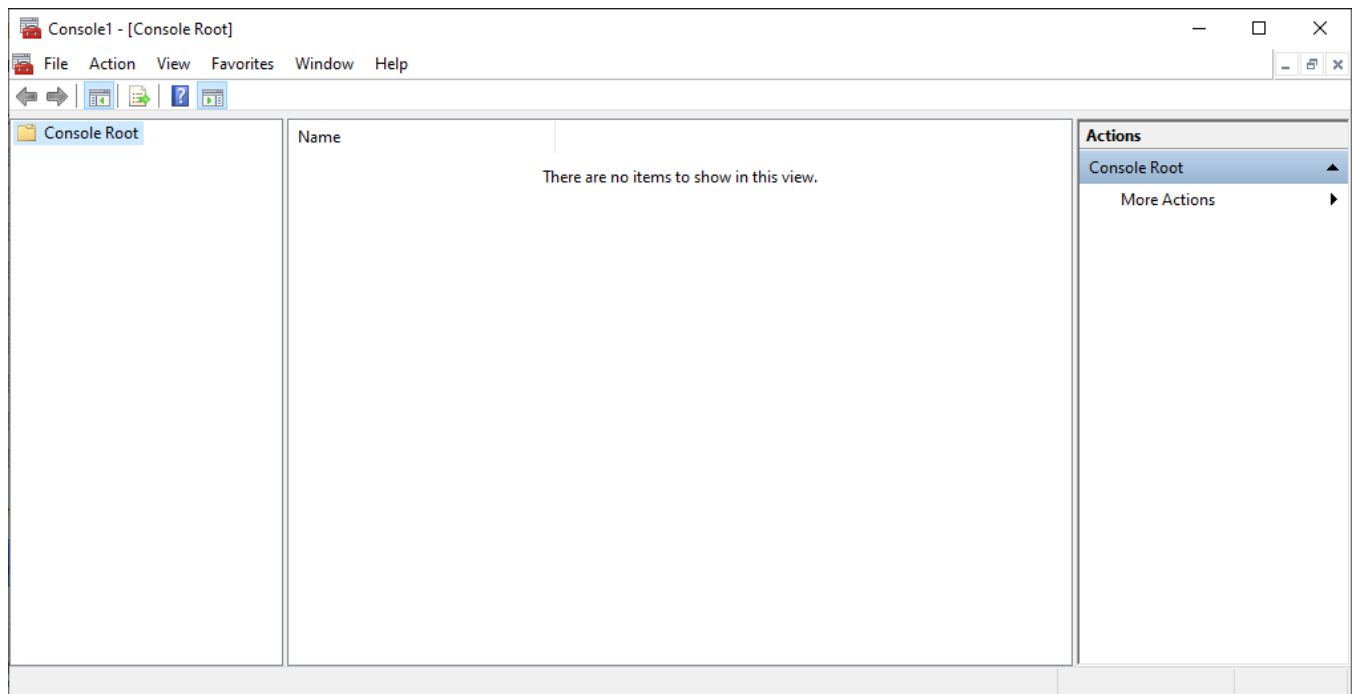 Console1 - [Console Root]
File Action View Favorites Window Help
Console Root
Name
There are no items to show in this view.
Actions
Console Root
More Actions